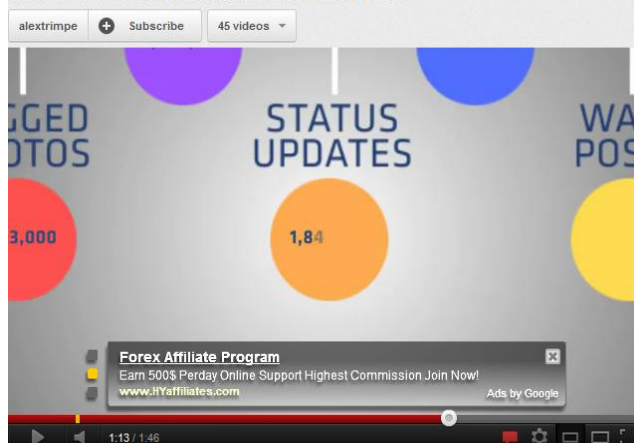 alextrimpe
Subscribe
45 videos
GGED
OTOS
STATUS
UPDATES
WA
POS
3,000
1,84
Forex Affiliate Program
Earn 500$ Perday Online Support Highest Commission Join Now!
www.HYaffiliates.com
Ads by Google
1:13 / 1:46